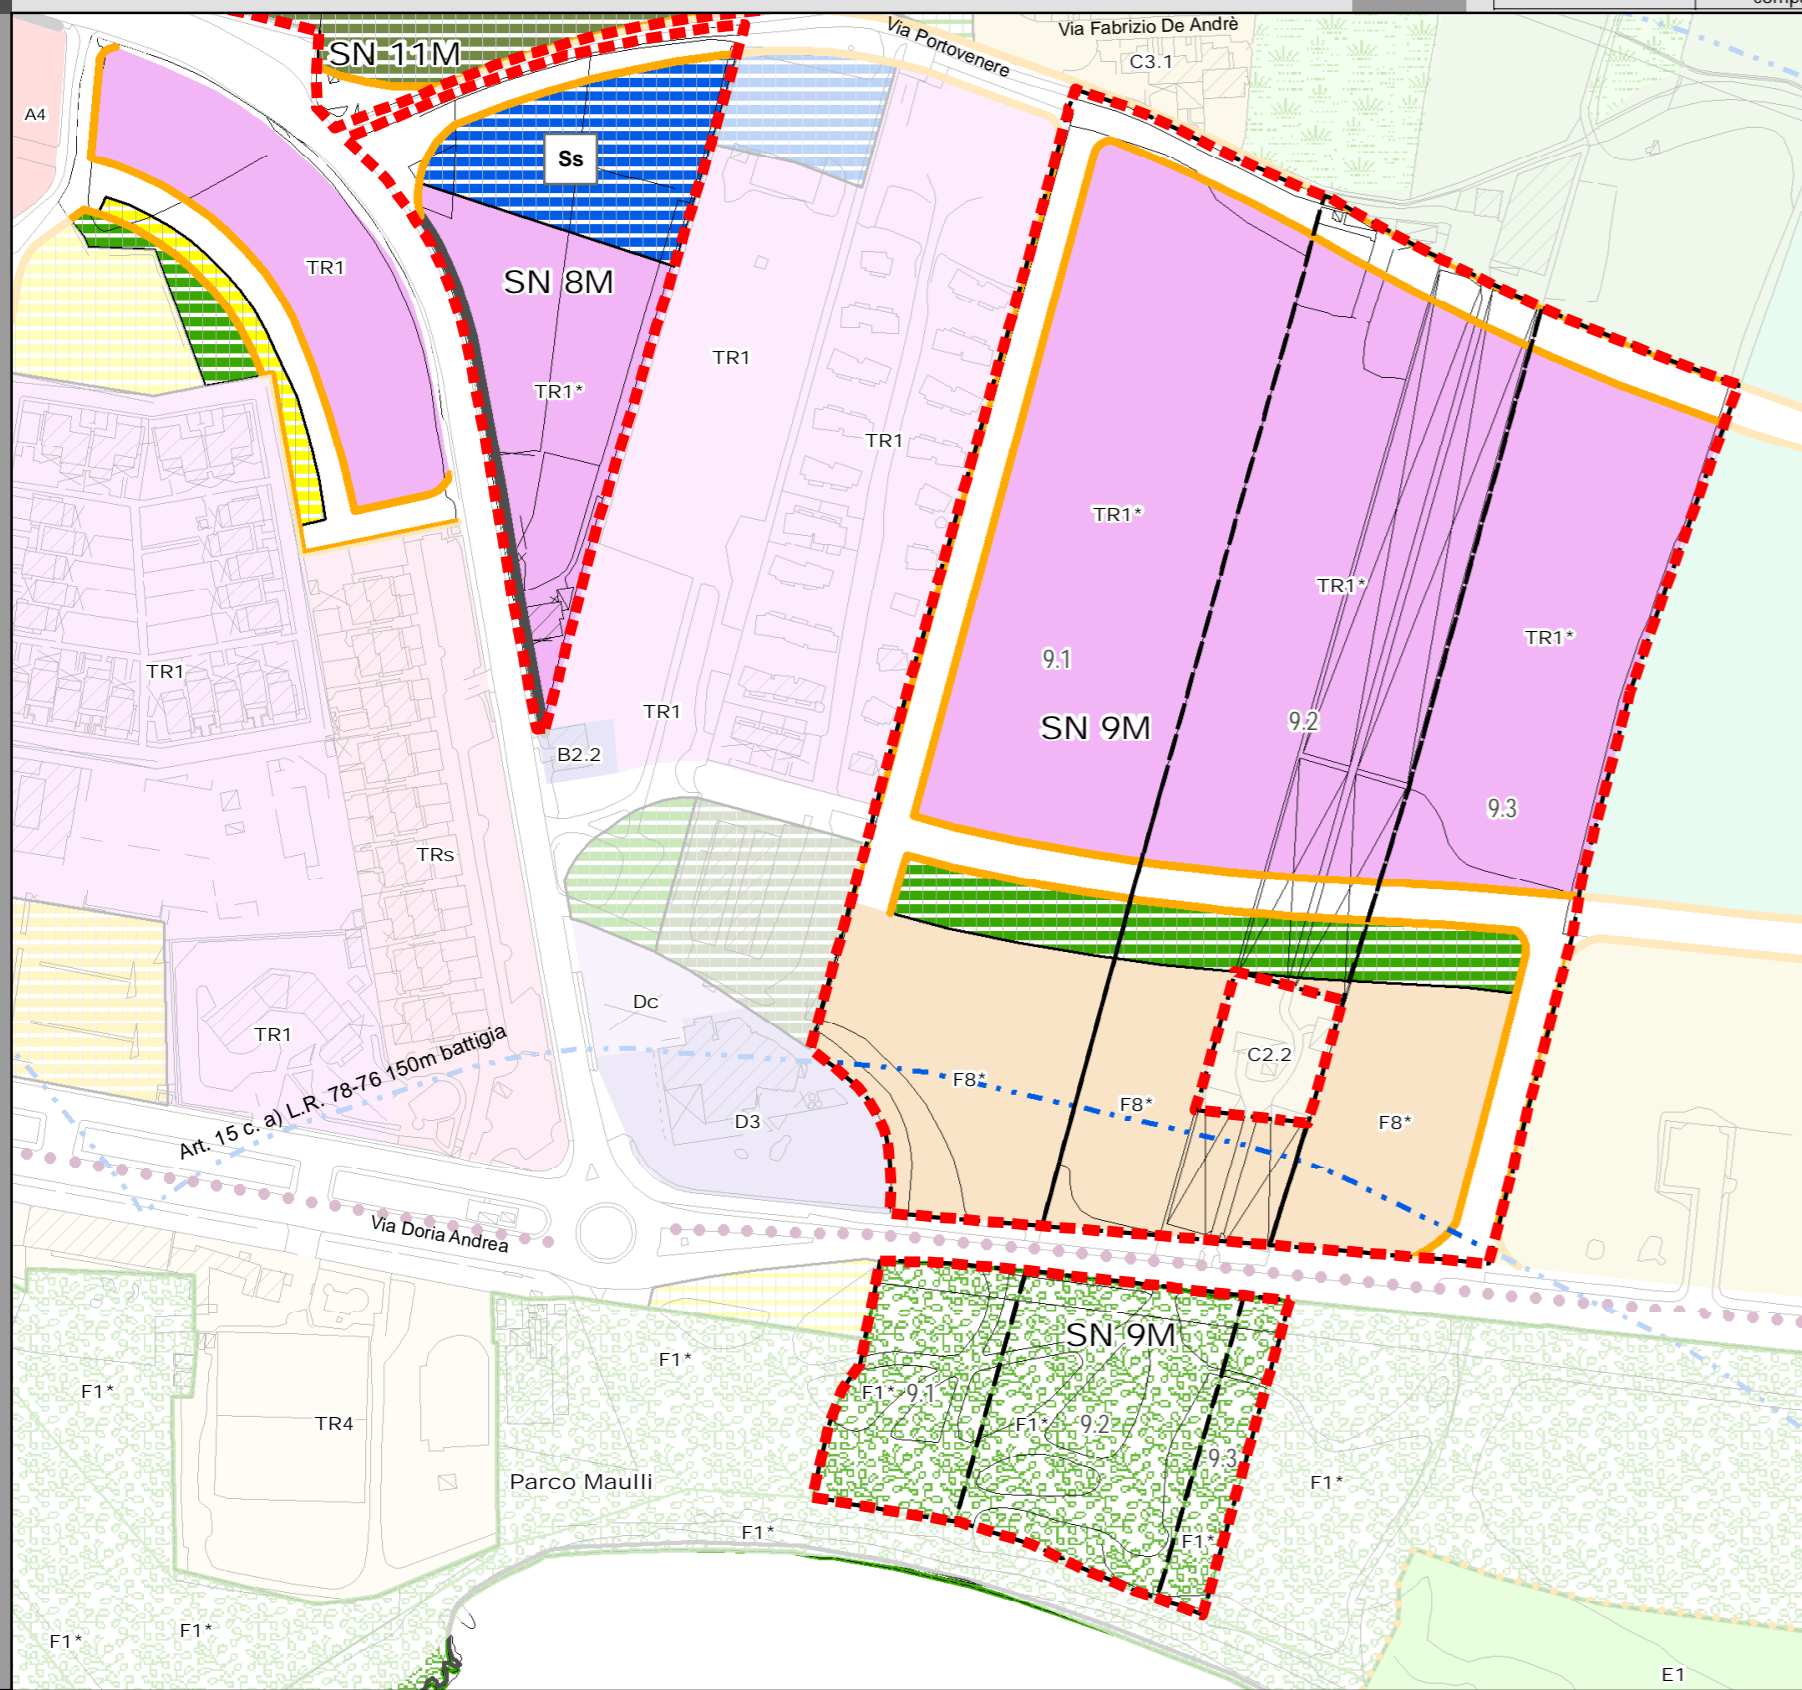 comp
SN 11M
Via Portovenere
Via Fabrizio De Andrè
C3.1
A4
Ss
TR1
SN 8M
TR1
TR1*
TR1
TR1*
TR1*
TR1*
9.1
TR1
TR1
9.2
SN 9M
B2.2
9.3
TRs
Dc
TR1
C2.2
Art. 15 c. a) L.R. 78-76 150m battigia
F8*
F8*
F8*
D3
Via Doria Andrea
SN 9M
F1*
F1*
F1*
9.1
TR4
F1*
9.2
9.3
Parco Maulli
F1*
F1*
F1*
F1*
F1*
E1